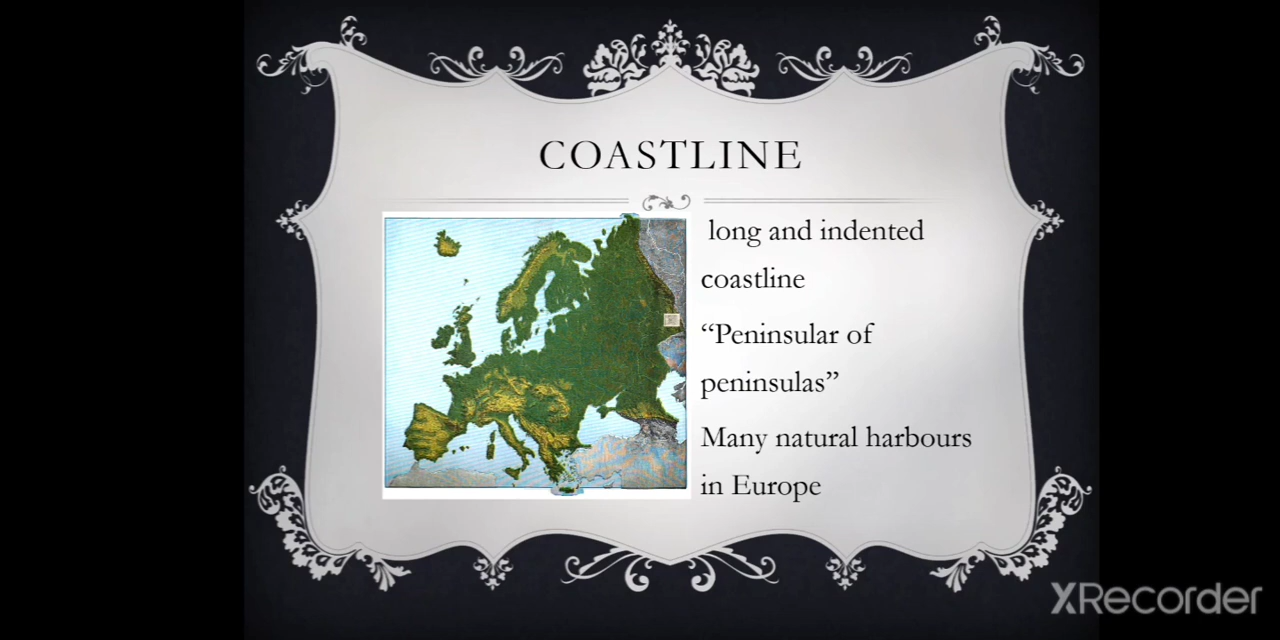 COASTLINE
long and indented
coastline
“Peninsular of
peninsulas”
Many natural harbours
in Europe
XRecorder